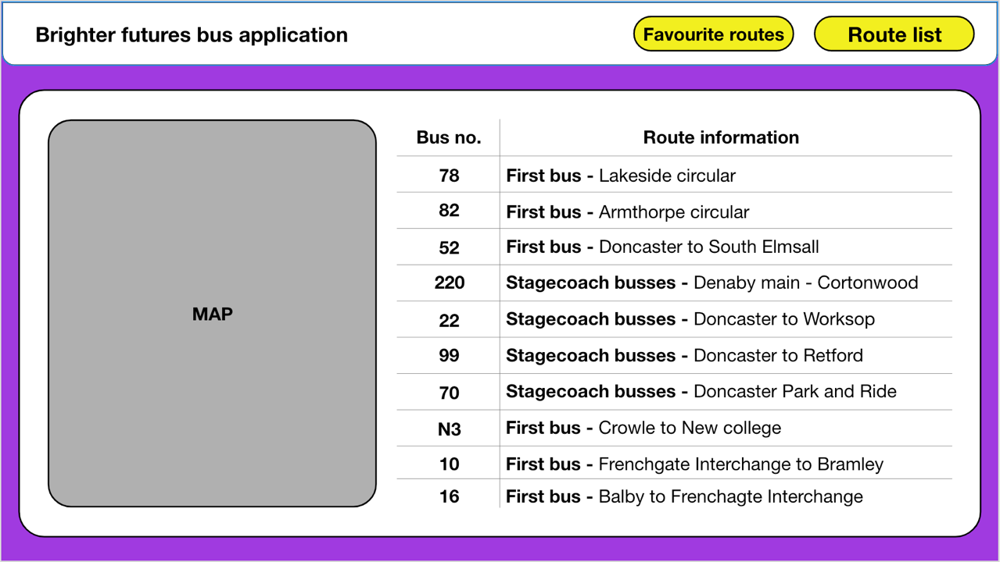 Brighter futures bus application
Favourite routes
Route list
MAP
Bus no. Route information
78 First bus - Lakeside circular
82 First bus - Armthorpe circular
52 First bus - Doncaster to South Elmsall
220 Stagecoach busses - Denaby main - Cortonwood
22 Stagecoach busses - Doncaster to Worksop
99 Stagecoach busses - Doncaster to Retford
70 Stagecoach busses - Doncaster Park and Ride
N3 First bus - Crowle to New college
10 First bus - Frenchgate Interchange to Bramley
16 First bus - Balby to Frenchagte Interchange